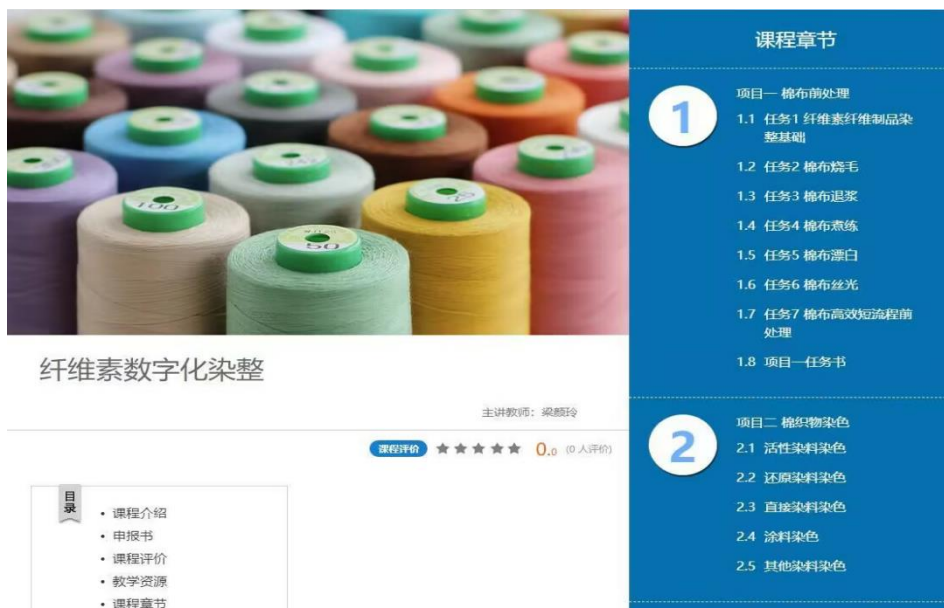 100
50
25
纤维素数字化染整
主讲教师：梁颜玲
课程评价
0.0 (0 人评价)
目录
• 课程介绍
• 申报书
• 课程评价
• 教学资源
• 课程章节
课程章节
1
项目一 棉布前处理
1.1 任务1 纤维素纤维制品染
整基础
1.2 任务2 棉布烧毛
1.3 任务3 棉布退浆
1.4 任务4 棉布煮练
1.5 任务5 棉布漂白
1.6 任务6 棉布丝光
1.7 任务7 棉布高效短流程前
处理
1.8 项目一任务书
2
项目二 棉织物染色
2.1 活性染料染色
2.2 还原染料染色
2.3 直接染料染色
2.4 涂料染色
2.5 其他染料染色